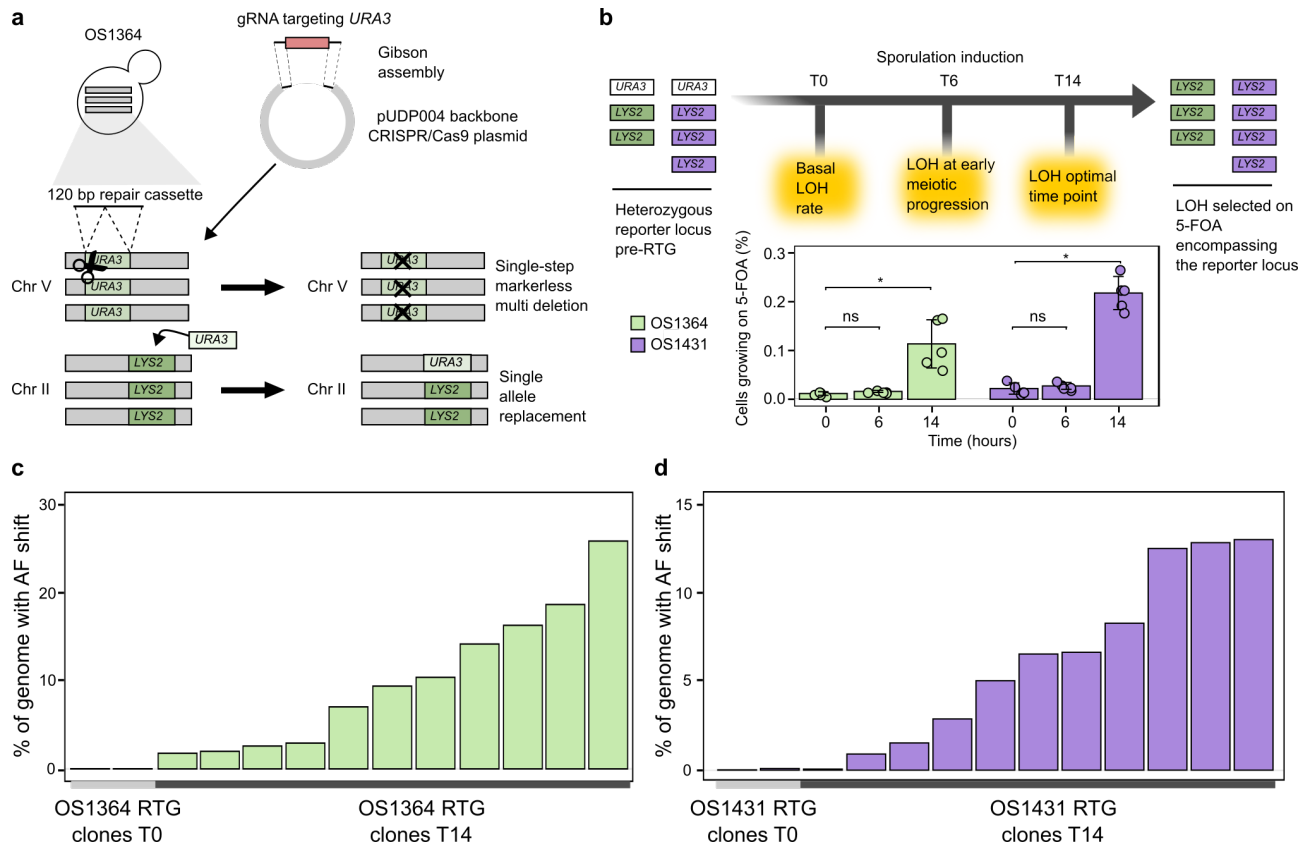 a
OS1364
gRNA targeting URA3
Gibson
assembly
pUDP004 backbone
CRISPR/Cas9 plasmid
120 bp repair cassette
URA3
Chr V
URA3
URA3
URA3
Chr V
URA3
URA3
Single-step
markerless
multi deletion
URA3
LYS2
Chr II
LYS2
LYS2
URA3
Chr II
LYS2
LYS2
Single
allele
replacement
b
Sporulation induction
T0
T6
T14
URA3
URA3
LYS2
LYS2
LYS2
LYS2
LYS2
Heterozygous
reporter locus
pre-RTG
Basal
LOH
rate
LOH at early
meiotic
progression
LOH optimal
time point
LYS2
LYS2
LYS2
LYS2
LYS2
LYS2
LYS2
LOH selected on
5-FOA
encompassing
the reporter locus
OS1364
OS1431
Cells growing on 5-FOA (%)
0.3
0.2
0.1
0.0
*
ns
*
ns
0
6
14
0
6
14
Time (hours)
c
% of genome with AF shift
30
20
10
0
OS1364 RTG
clones T0
OS1364 RTG
clones T14
d
% of genome with AF shift
15
10
5
0
OS1431 RTG
clones T0
OS1431 RTG
clones T14